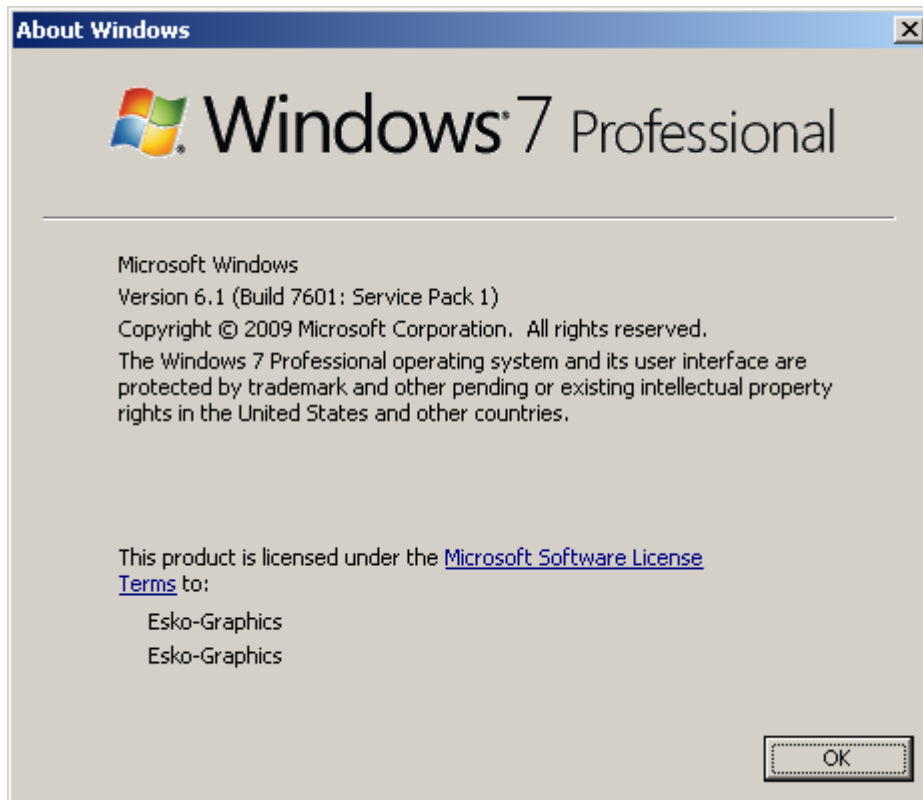 About Windows
Windows 7 Professional
Microsoft Windows
Version 6.1 (Build 7601: Service Pack 1)
Copyright © 2009 Microsoft Corporation.  All rights reserved.
The Windows 7 Professional operating system and its user interface are
protected by trademark and other pending or existing intellectual property
rights in the United States and other countries.
This product is licensed under the Microsoft Software License
Terms to:
Esko-Graphics
Esko-Graphics
OK